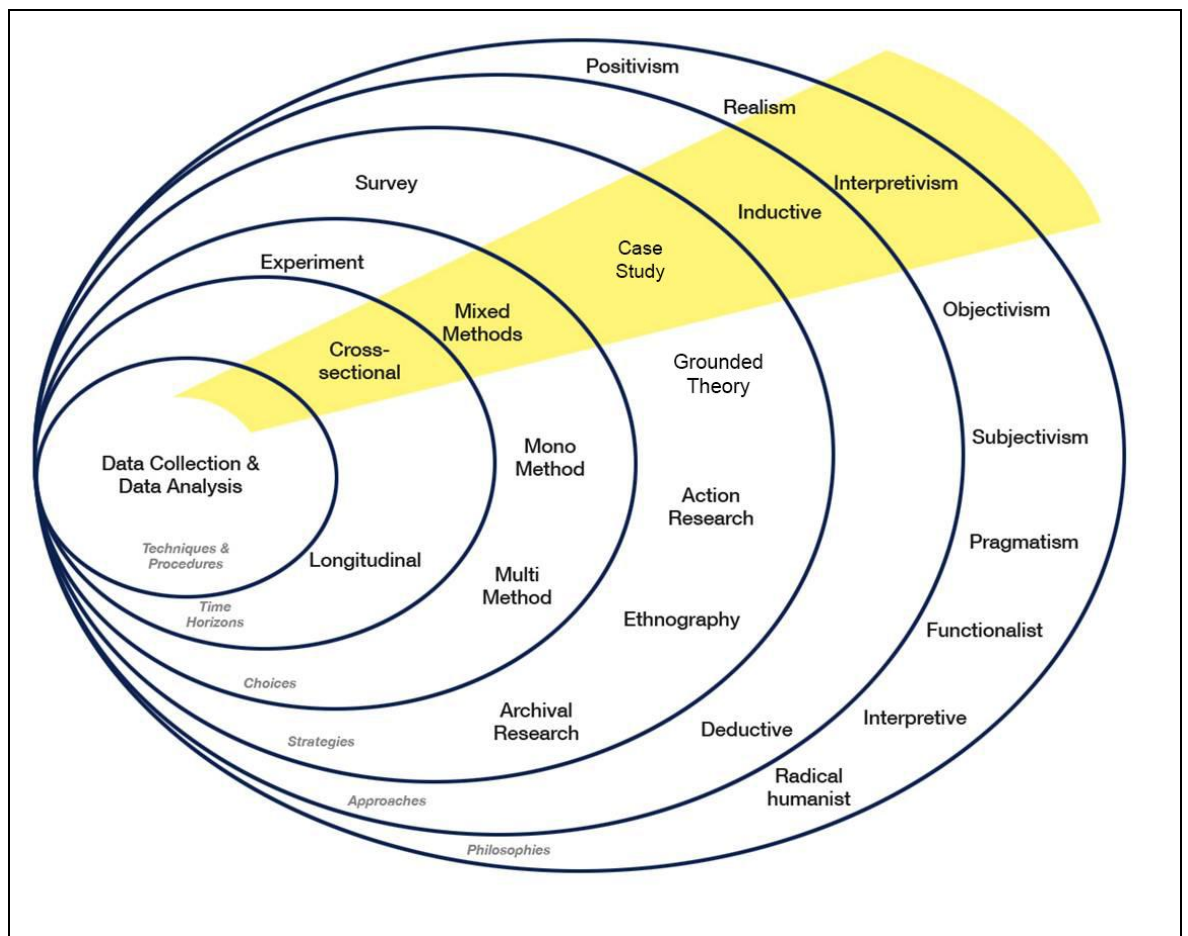 Positivism
Realism
Survey
Interpretivism
Inductive
Case
Study
Experiment
Mixed
Methods
Objectivism
Cross-
sectional
Grounded
Theory
Subjectivism
Mono
Method
Data Collection &
Data Analysis
Action
Research
Pragmatism
Techniques &
Procedures
Longitudinal
Multi
Method
Time
Horizons
Ethnography
Functionalist
Choices
Archival
Research
Interpretive
Deductive
Strategies
Radical
humanist
Approaches
Philosophies